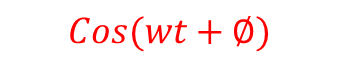 Cos(wt + ∅)